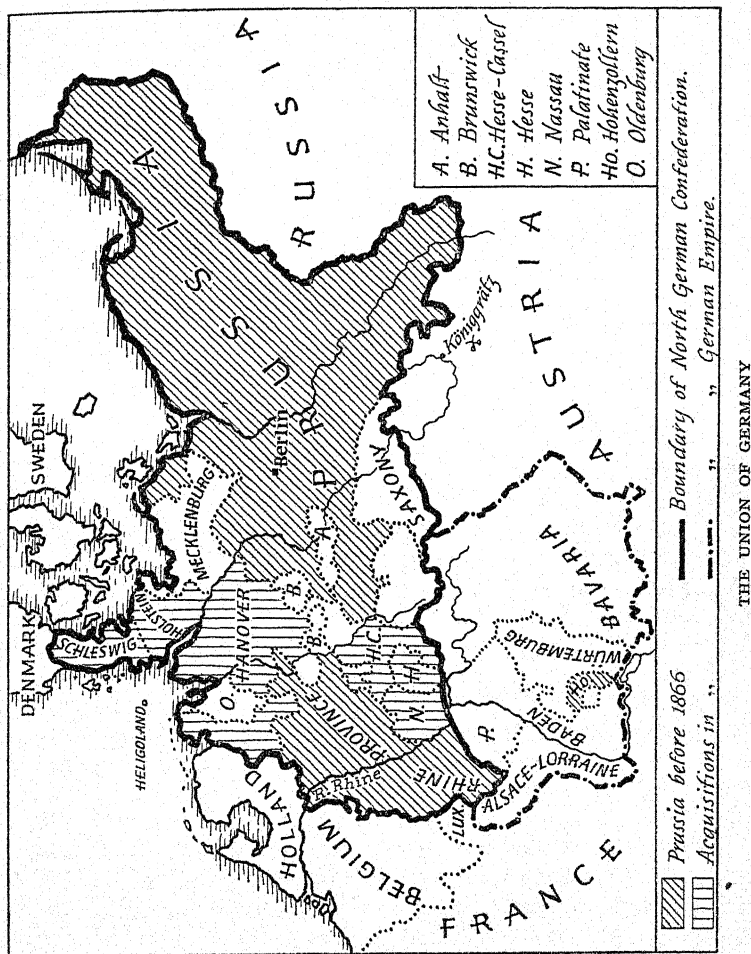 SWEDEN
DENMARK
SCHLESWIG
HOLSTEIN
HELIGOLAND
MECKLENBURG
PRUSSIA
RUSSIA
Berlin
HANOVER
O.
HOLLAND
B.
B.
A.
R. Rhine
RHINE PROVINCE
H.C.
H.
N.
SAXONY
Königgrätz
AUSTRIA
BELGIUM
LUX.
P.
ALSACE-LORRAINE
BADEN
WURTEMBURG
Ho.
BAVARIA
FRANCE
A. Anhalt
B. Brunswick
H.C. Hesse-Cassel
H. Hesse
N. Nassau
P. Palatinate
Ho. Hohenzollern
O. Oldenburg
Prussia before 1866
Acquisitions in „
Boundary of North German Confederation.
„ „ German Empire.
THE UNION OF GERMANY